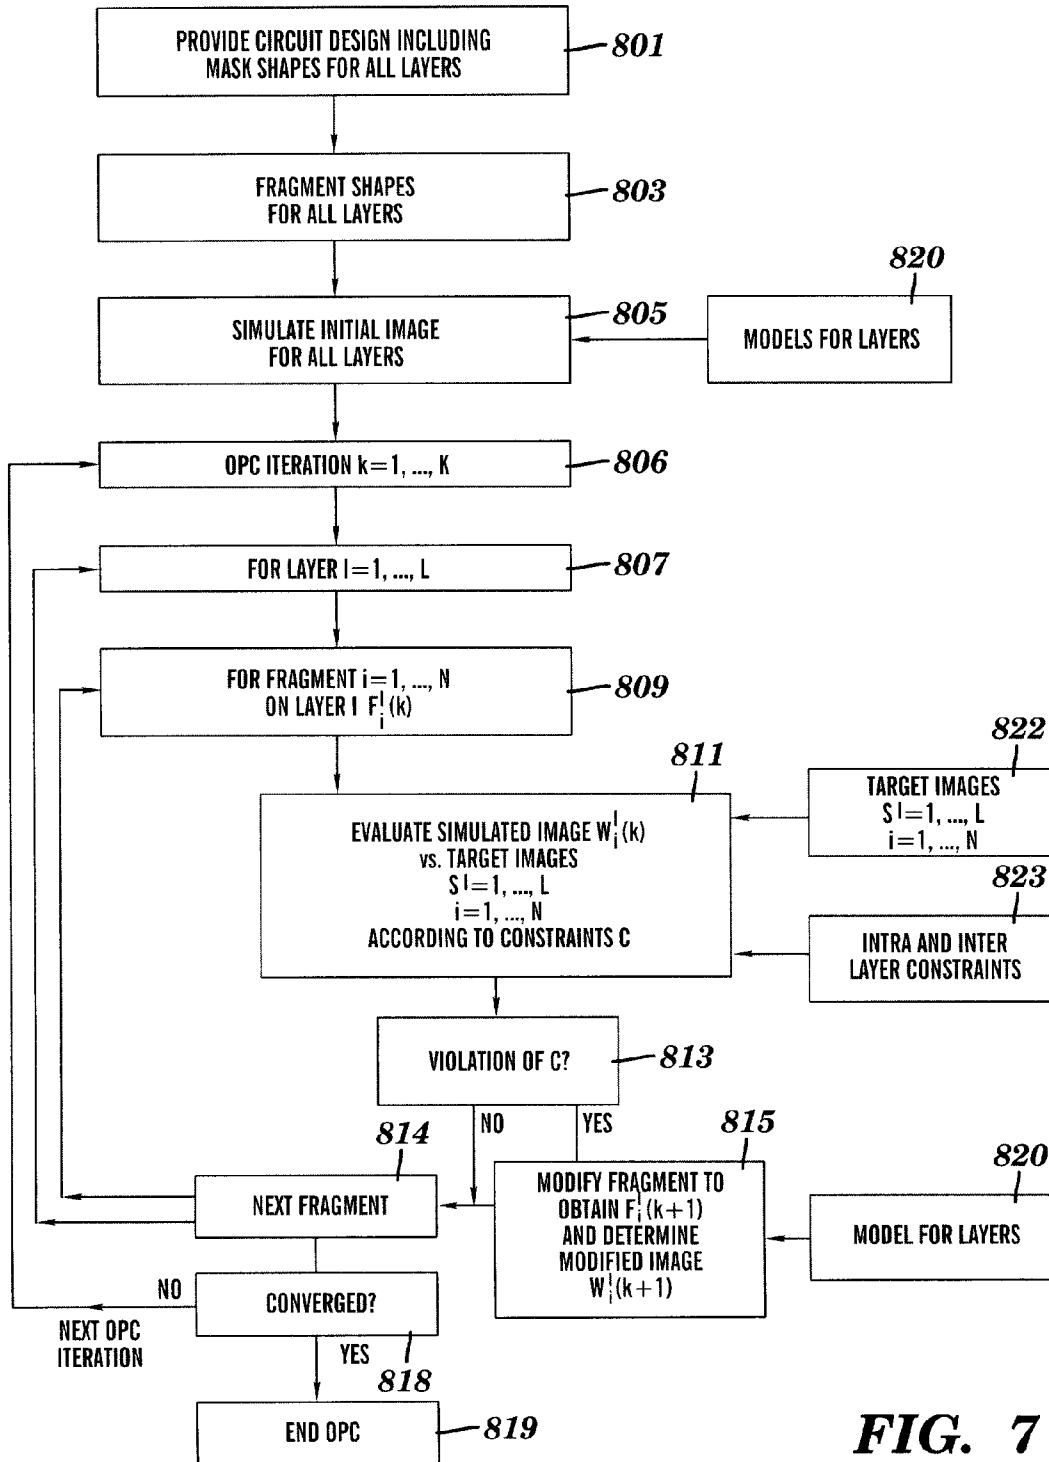 PROVIDE CIRCUIT DESIGN INCLUDING
MASK SHAPES FOR ALL LAYERS
801
FRAGMENT SHAPES
FOR ALL LAYERS
803
820
SIMULATE INITIAL IMAGE
FOR ALL LAYERS
805
MODELS FOR LAYERS
OPC ITERATION k=1, ..., K
806
FOR LAYER l=1, ..., L
807
FOR FRAGMENT i=1, ..., N
ON LAYER l F_i^l(k)
809
811
822
TARGET IMAGES
S l=1, ..., L
i=1, ..., N
EVALUATE SIMULATED IMAGE W_i^l(k)
vs. TARGET IMAGES
S l=1, ..., L
i=1, ..., N
ACCORDING TO CONSTRAINTS C
823
INTRA AND INTER
LAYER CONSTRAINTS
VIOLATION OF C?
813
NO
YES
814
815
820
NEXT FRAGMENT
MODIFY FRAGMENT TO
OBTAIN F_i^l(k+1)
AND DETERMINE
MODIFIED IMAGE
W_i^l(k+1)
MODEL FOR LAYERS
NO
CONVERGED?
NEXT OPC
ITERATION
YES
818
END OPC
819
FIG. 7